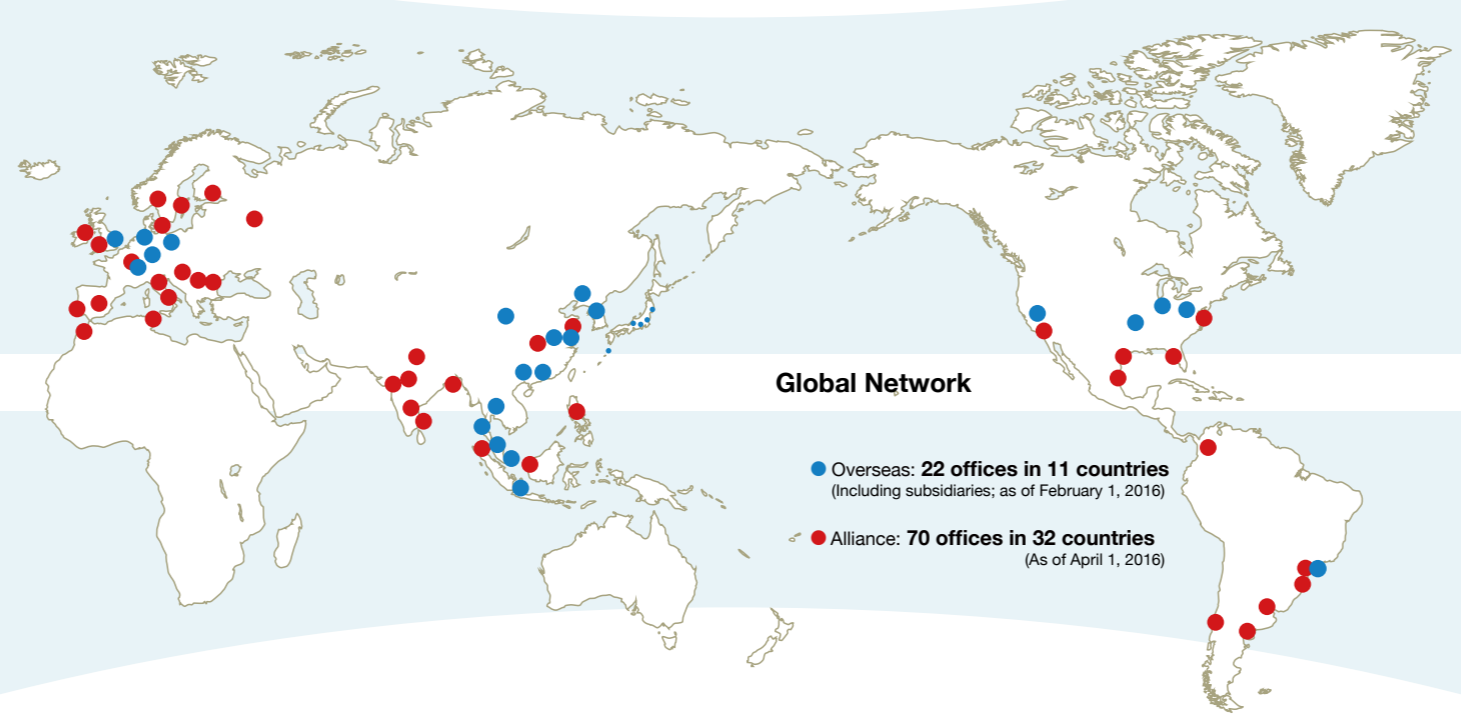 Global Network
Overseas: 22 offices in 11 countries
(Including subsidiaries; as of February 1, 2016)
Alliance: 70 offices in 32 countries
(As of April 1, 2016)